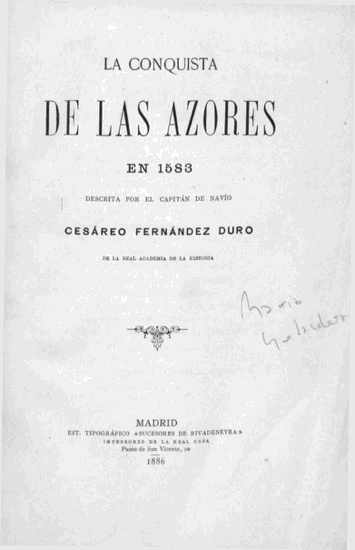 LA CONQUISTA
DE LAS AZORES
EN 1583
DESCRITA POR EL CAPITÁN DE NAVÍO
CESÁREO FERNÁNDEZ DURO
DE LA REAL ACADEMIA DE LA HISTORIA
Mario
MADRID
EST. TIPOGRÁFICO «SUCESORES DE RIVADENEYRA»
IMPRESORES DE LA REAL CASA
Paseo de San Vicente, 20
1886